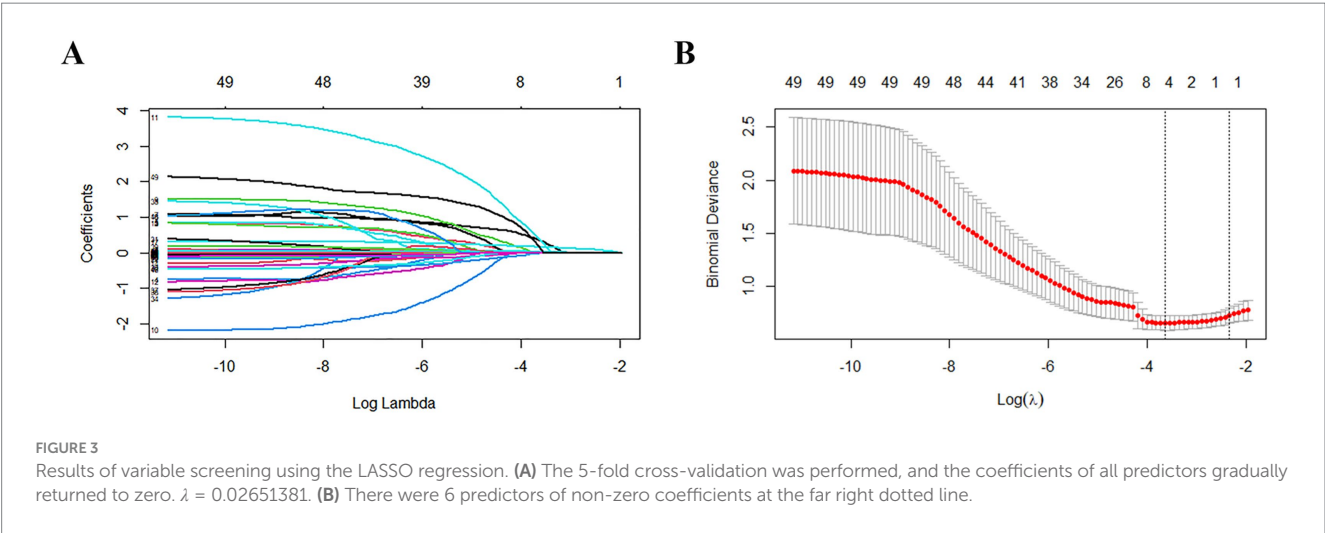 A
B
49 48 39 8 1
49 49 49 49 49 48 44 41 38 34 26 8 4 2 1 1
Coefficients
4
3
2
1
0
-1
-2
11
49
34
10
-10 -8 -6 -4 -2
Log Lambda
Binomial Deviance
2.5
2.0
1.5
1.0
-10 -8 -6 -4 -2
Log(λ)
FIGURE 3
Results of variable screening using the LASSO regression. (A) The 5-fold cross-validation was performed, and the coefficients of all predictors gradually
returned to zero. λ = 0.02651381. (B) There were 6 predictors of non-zero coefficients at the far right dotted line.